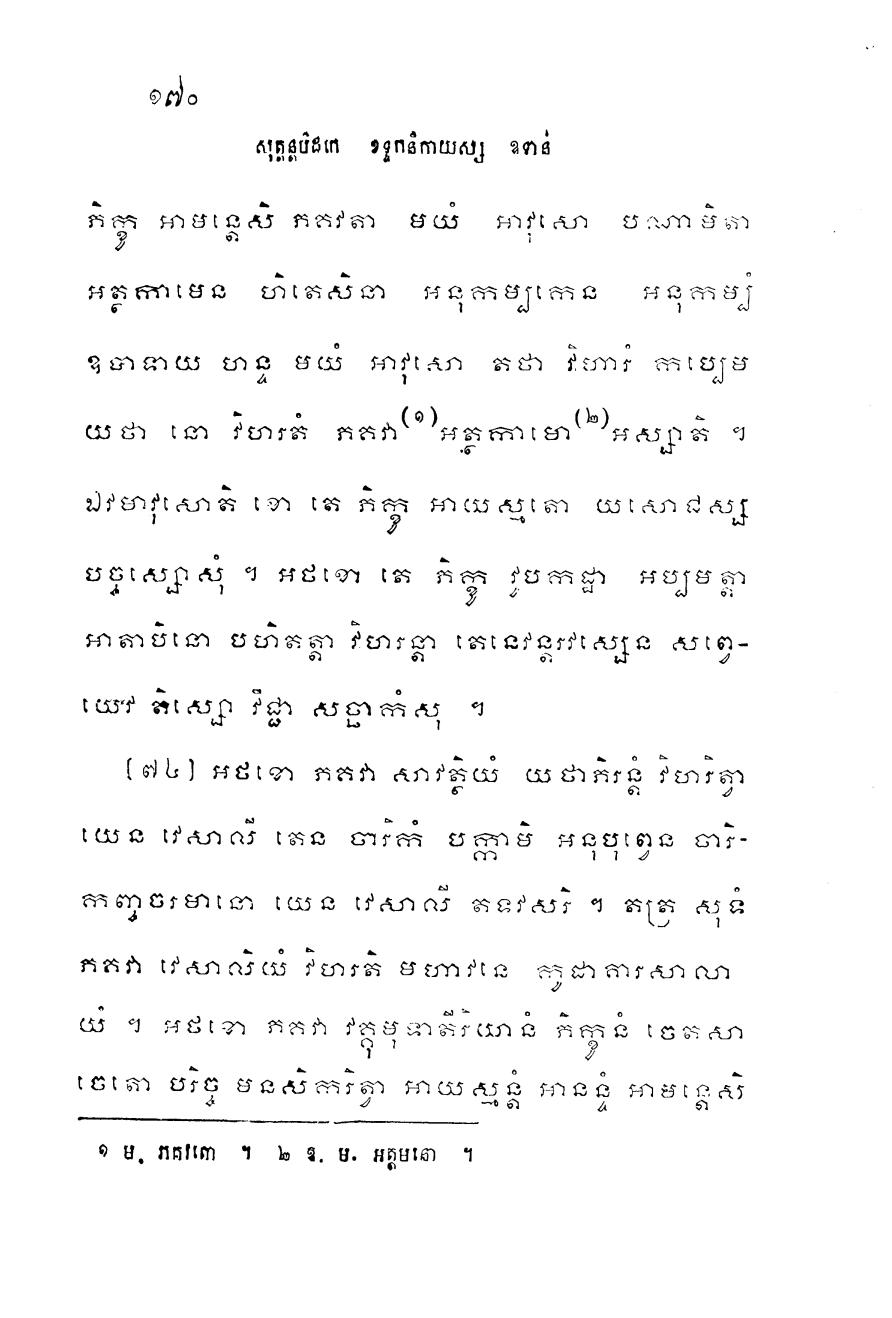 ១៧០
សុត្តន្តបិដកេ ខុទ្ទកនិកាយស្ស ឧទានំ
ភិក្ខូ អាមន្តេសិ ភគវតា មយំ អាវុសោ បណាមិតា
អត្ថកាមេន ហិតេសិនា អនុកម្បកេន អនុកម្បំ
ឧបាទាយ ហន្ទ មយំ អាវុសោ តថា វិហារំ កប្បេម
យថា នោ វិហរតំ ភគវា(១)អត្ថកាមោ(២)អស្សាតិ ។
ឯវមាវុសោតិ ខោ តេ ភិក្ខូ អាយស្មតោ យសោជស្ស
បច្ចស្សោសុំ ។ អថខោ តេ ភិក្ខូ វូបកដ្ឋា អប្បមត្តា
អាតាបិនោ បហិតត្តា វិហរន្តា តេនេវន្តរវស្សេន សព្វេ-
យេវ តិស្សោ វិជ្ជា សច្ឆាកំសុ ។
[៧៤] អថខោ ភគវា សាវត្ថិយំ យថាភិរន្តំ វិហរិត្វា
យេន វេសាលី តេន ចារិកំ បក្កាមិ អនុបុព្វេន ចារិ-
កញ្ចរមានោ យេន វេសាលី តទវសរិ ។ តត្រ សុទំ
ភគវា វេសាលិយំ វិហរតិ មហាវនេ កូដាគារសាលា
យំ ។ អថខោ ភគវា វគ្គុមុទាតីរិយានំ ភិក្ខូនំ ចេតសា
ចេតោ បរិច្ច មនសិករិត្វា អាយស្មន្តំ អានន្ទំ អាមន្តេសិ
១ ម. ភគវតោ ។ ២ ឱ. ម. អត្តមនោ ។